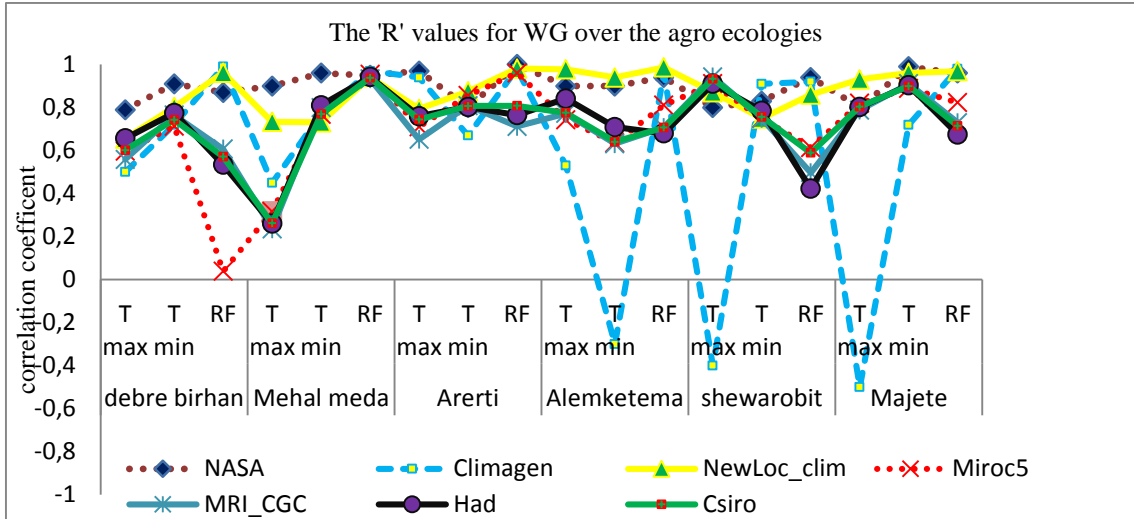 The 'R' values for WG over the agro ecologies
correlation coefficent
1
0,8
0,6
0,4
0,2
0
-0,2
-0,4
-0,6
-0,8
-1
T max T min RF T max T min RF T max T min RF T max T min RF T max T min RF T max T min RF
debre birhan Mehal meda Arerti Alemketema shewarobit Majete
NASA Climagen NewLoc_clim Miroc5
MRI_CGC Had Csiro